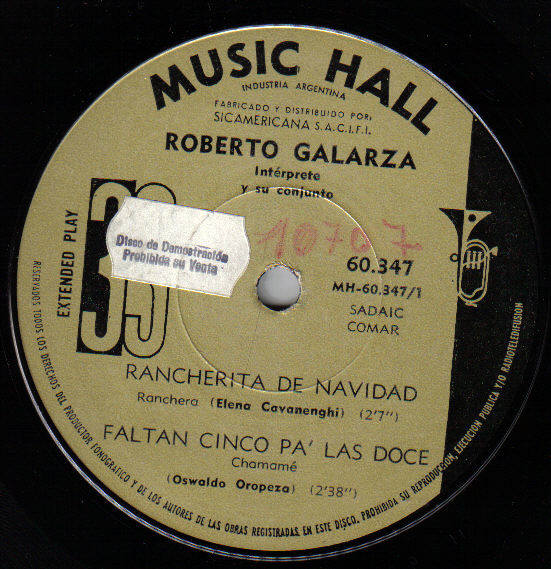 MUSIC HALL
INDUSTRIA ARGENTINA
FABRICADO Y DISTRIBUIDO POR:
SICAMERICANA S.A.C.I.F.I.
ROBERTO GALARZA
Intérprete
y su conjunto
10707
EXTENDED PLAY
33
Disco de Demostración
Prohibida su Venta
60.347
MH-60.347/1
SADAIC
COMAR
RANCHERITA DE NAVIDAD
Ranchera (Elena Cavanenghi) (2'7")
FALTAN CINCO PA' LAS DOCE
Chamamé
(Oswaldo Oropeza) (2'38")
RESERVADOS TODOS LOS DERECHOS DEL PRODUCTOR FONOGRAFICO Y DE LOS AUTORES DE LAS OBRAS REGISTRADAS EN ESTE DISCO. PROHIBIDA SU REPRODUCCION, EJECUCION PUBLICA Y/O RADIOTELEDIFUSION